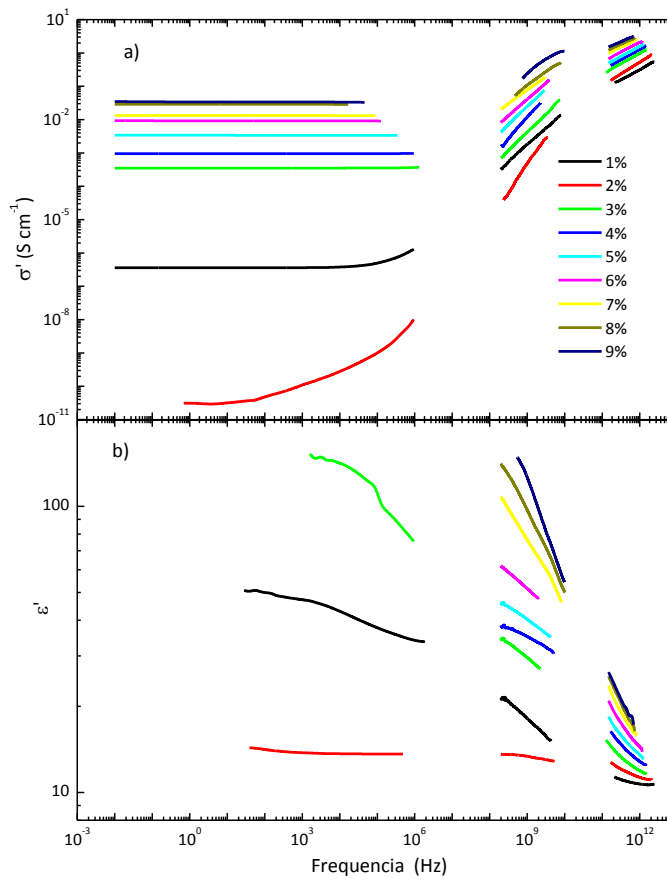 10¹
a)
10⁻²
1%
2%
3%
10⁻⁵
4%
σ' (S cm⁻¹)
5%
6%
10⁻⁸
7%
8%
9%
10⁻¹¹
b)
100
ε'
10
10⁻³ 10⁰ 10³ 10⁶ 10⁹ 10¹²
Frequencia (Hz)